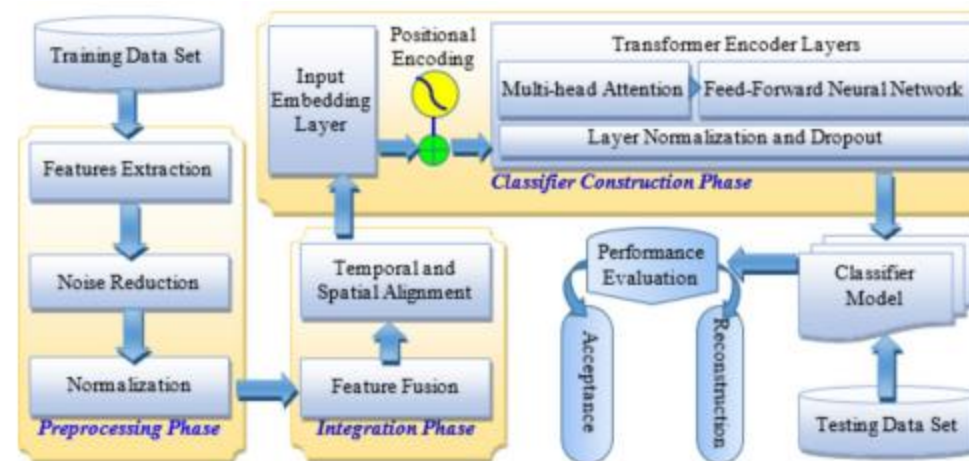 Training Data Set
Features Extraction
Noise Reduction
Normalization
Preprocessing Phase
Temporal and
Spatial Alignment
Feature Fusion
Integration Phase
Input
Embedding
Layer
Positional
Encoding
Transformer Encoder Layers
Multi-head Attention
Feed-Forward Neural Network
Layer Normalization and Dropout
Classifier Construction Phase
Classifier
Model
Testing Data Set
Performance
Evaluation
Acceptance
Reconstruction